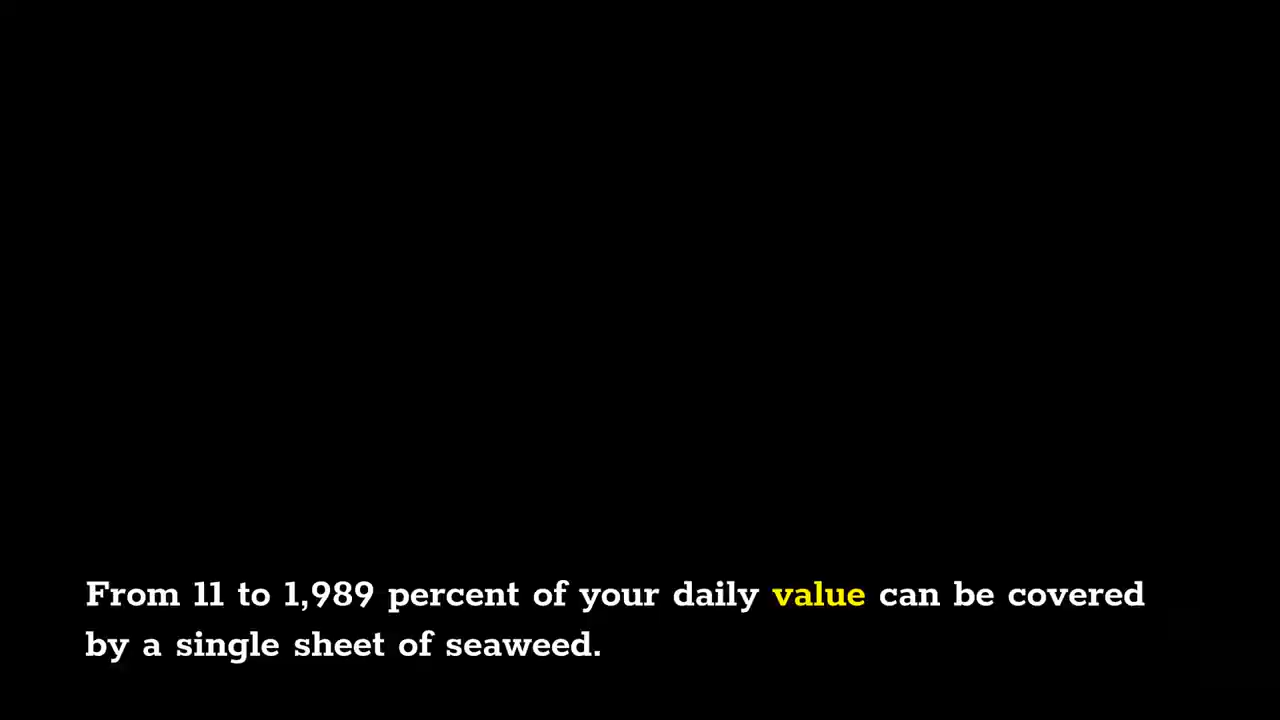 From 11 to 1,989 percent of your daily value can be covered
by a single sheet of seaweed.